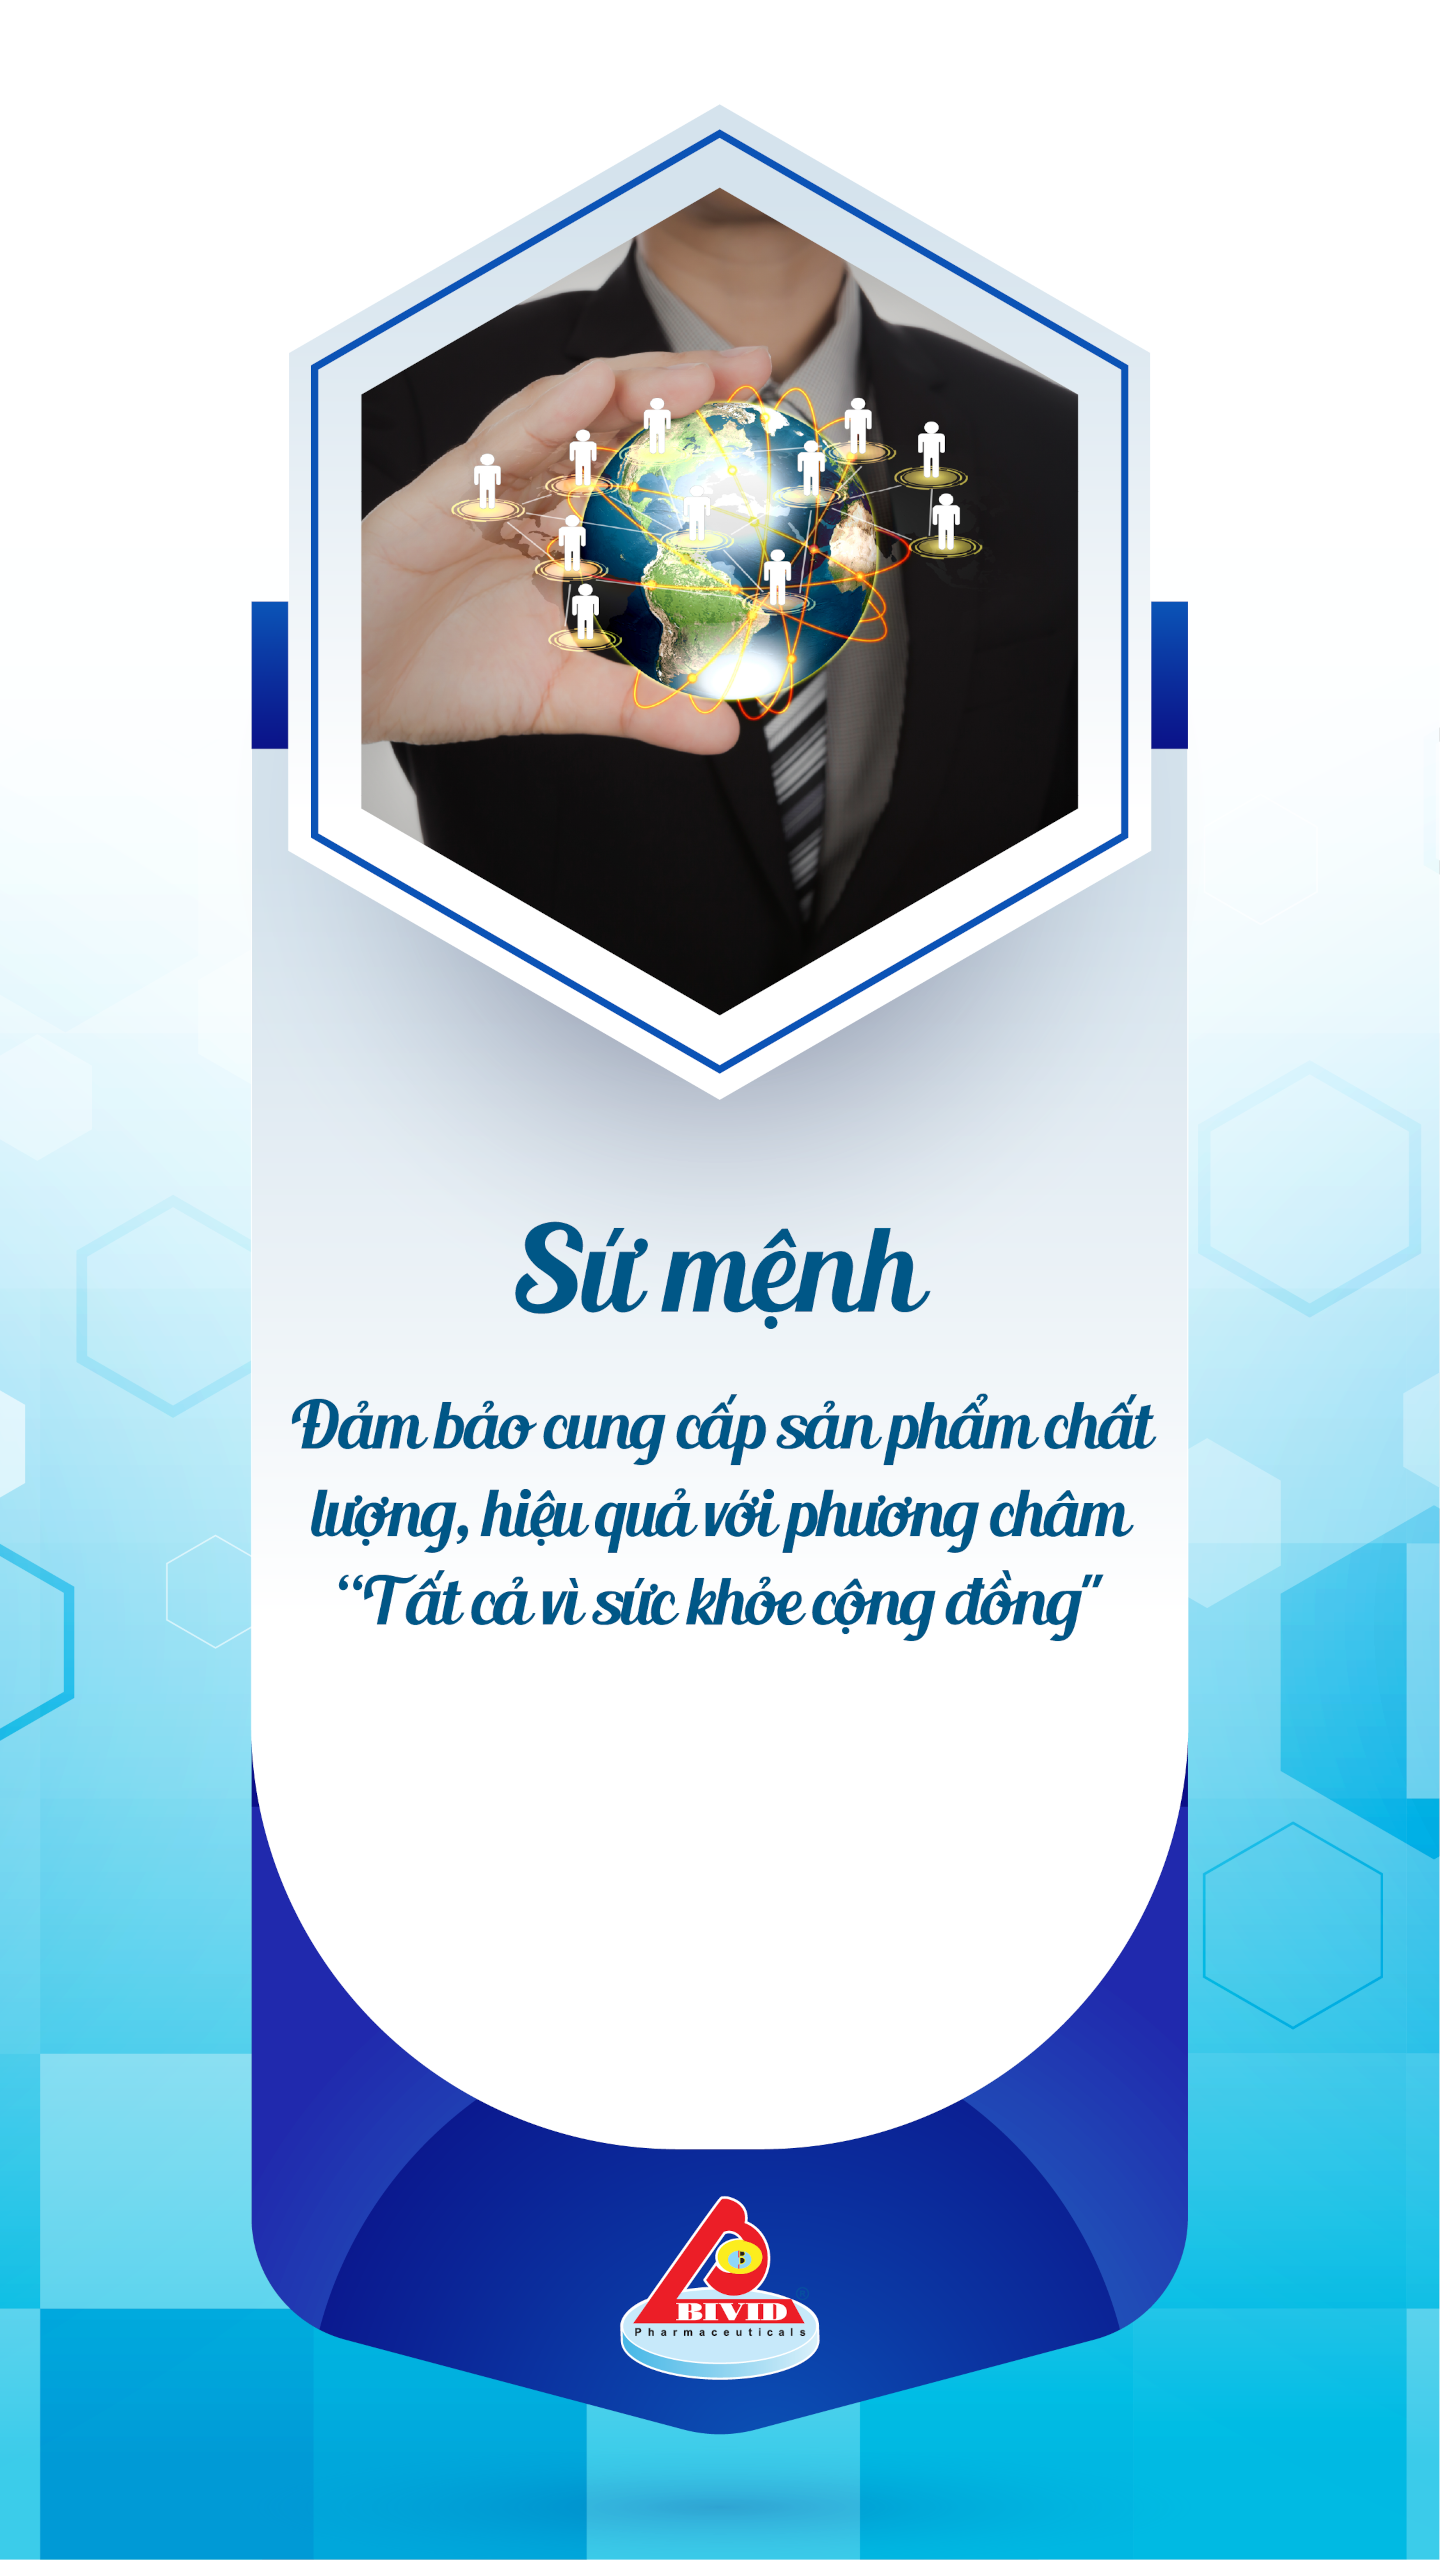 Sứ mệnh
Đảm bảo cung cấp sản phẩm chất
lượng, hiệu quả với phương châm
“Tất cả vì sức khỏe cộng đồng"
B
®
BIVID
Pharmaceuticals